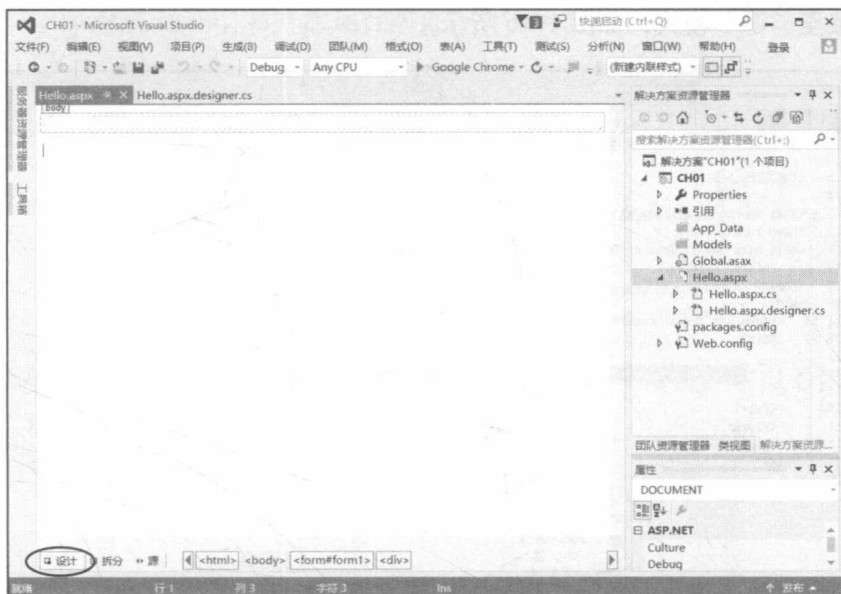 CH01 - Microsoft Visual Studio
快速启动 (Ctrl+Q)
文件(F) 编辑(E) 视图(V) 项目(P) 生成(B) 调试(D) 团队(M) 格式(O) 表(A) 工具(T) 测试(S) 分析(N) 窗口(W) 帮助(H) 登录
Debug Any CPU Google Chrome (新建内联样式)
服务器资源管理器
工具箱
Hello.aspx Hello.aspx.designer.cs
body
解决方案资源管理器
搜索解决方案资源管理器(Ctrl+;)
解决方案"CH01"(1 个项目)
CH01
Properties
引用
App_Data
Models
Global.asax
Hello.aspx
Hello.aspx.cs
Hello.aspx.designer.cs
packages.config
Web.config
团队资源管理器 类视图 解决方案资源...
属性
DOCUMENT
ASP.NET
Culture
Debug
设计 拆分 源 <html> <body> <form#form1> <div>
就绪 行 1 列 3 字符 3 Ins 发布